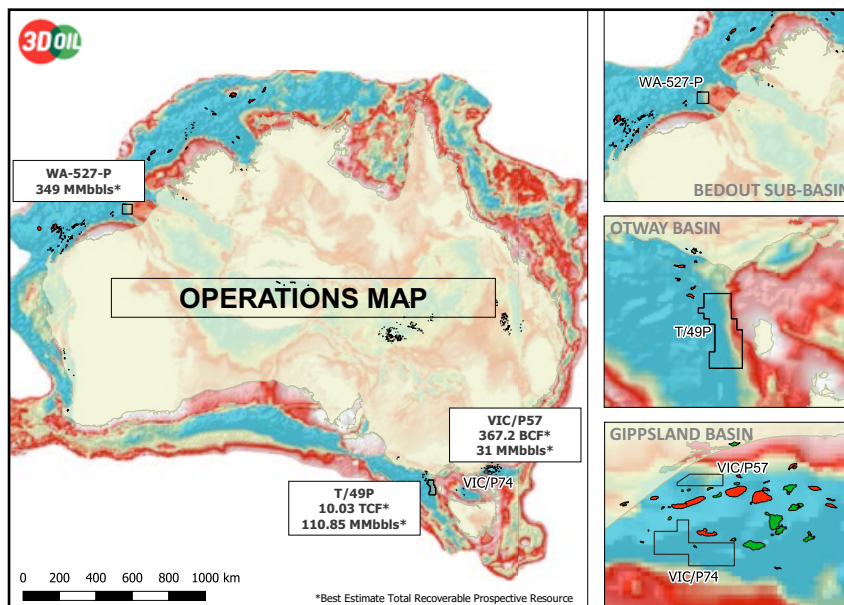 3D OIL
WA-527-P
349 MMbbls*
OPERATIONS MAP
VIC/P57
367.2 BCF*
31 MMbbls*
VIC/P74
T/49P
10.03 TCF*
110.85 MMbbls*
0 200 400 600 800 1000 km
*Best Estimate Total Recoverable Prospective Resource
WA-527-P
BEDOUT SUB-BASIN
OTWAY BASIN
T/49P
GIPPSLAND BASIN
VIC/P57
VIC/P74